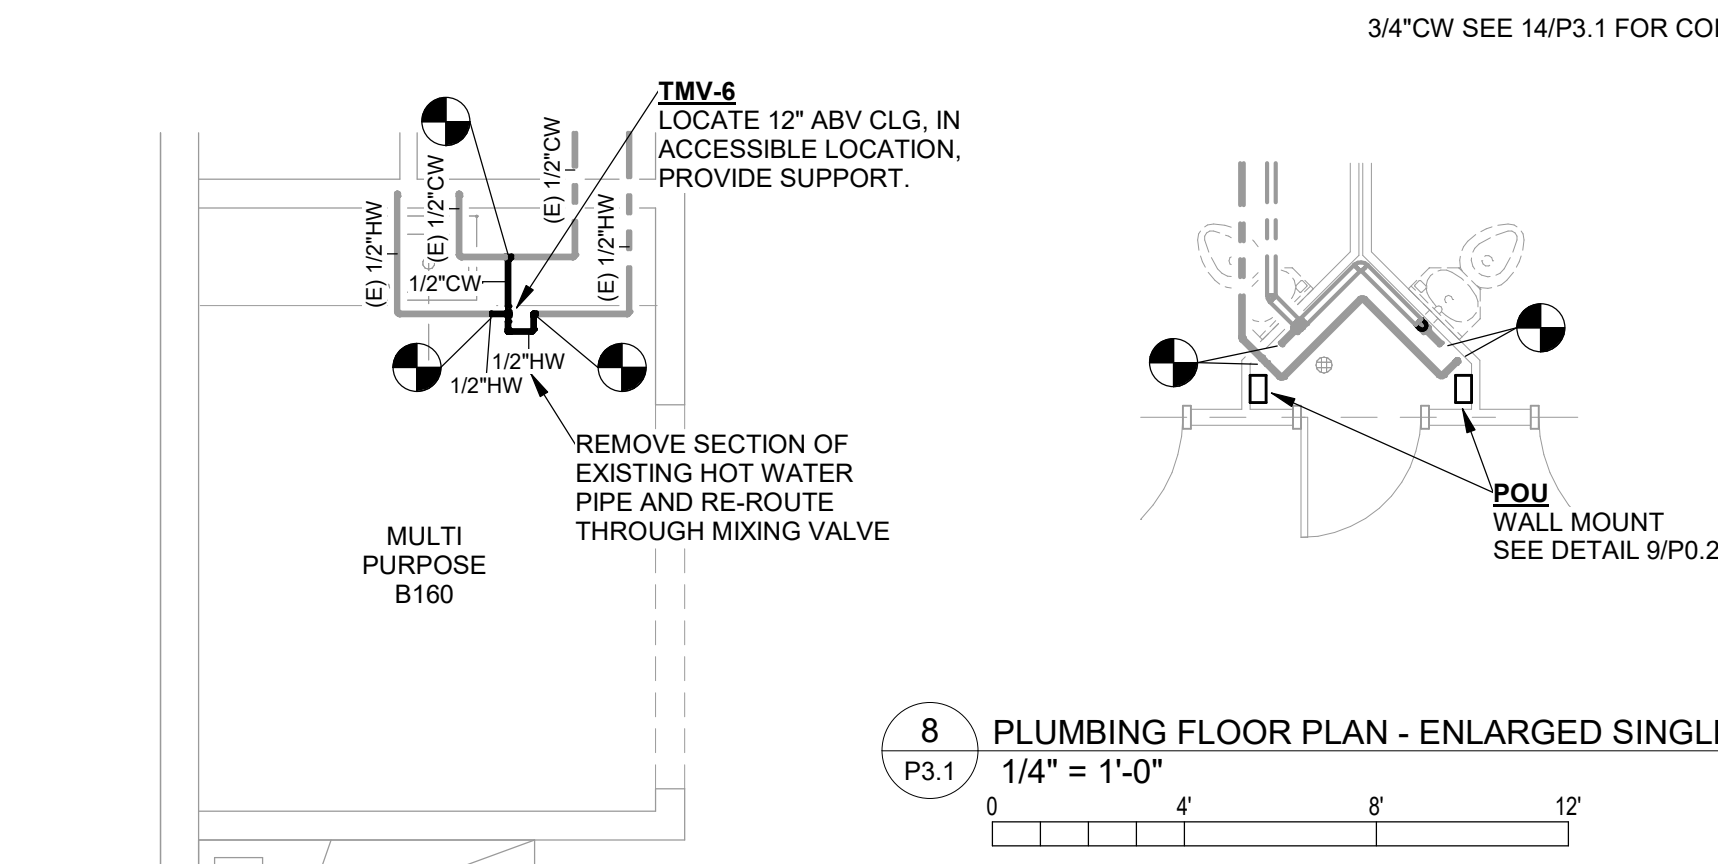 3/4"CW SEE 14/P3.1 FOR
TMV-6
LOCATE 12" ABV CLG, IN
ACCESSIBLE LOCATION,
PROVIDE SUPPORT.
(E) 1/2"HW
(E) 1/2"CW
(E) 1/2"CW
(E) 1/2"HW
1/2"CW
1/2"HW
1/2"HW
REMOVE SECTION OF
EXISTING HOT WATER
PIPE AND RE-ROUTE
THROUGH MIXING VALVE
MULTI
PURPOSE
B160
POU
WALL MOUNT
SEE DETAIL 9/P0.2
8
P3.1
PLUMBING FLOOR PLAN - ENLARGED
1/4" = 1'-0"
0
4'
8'
12'